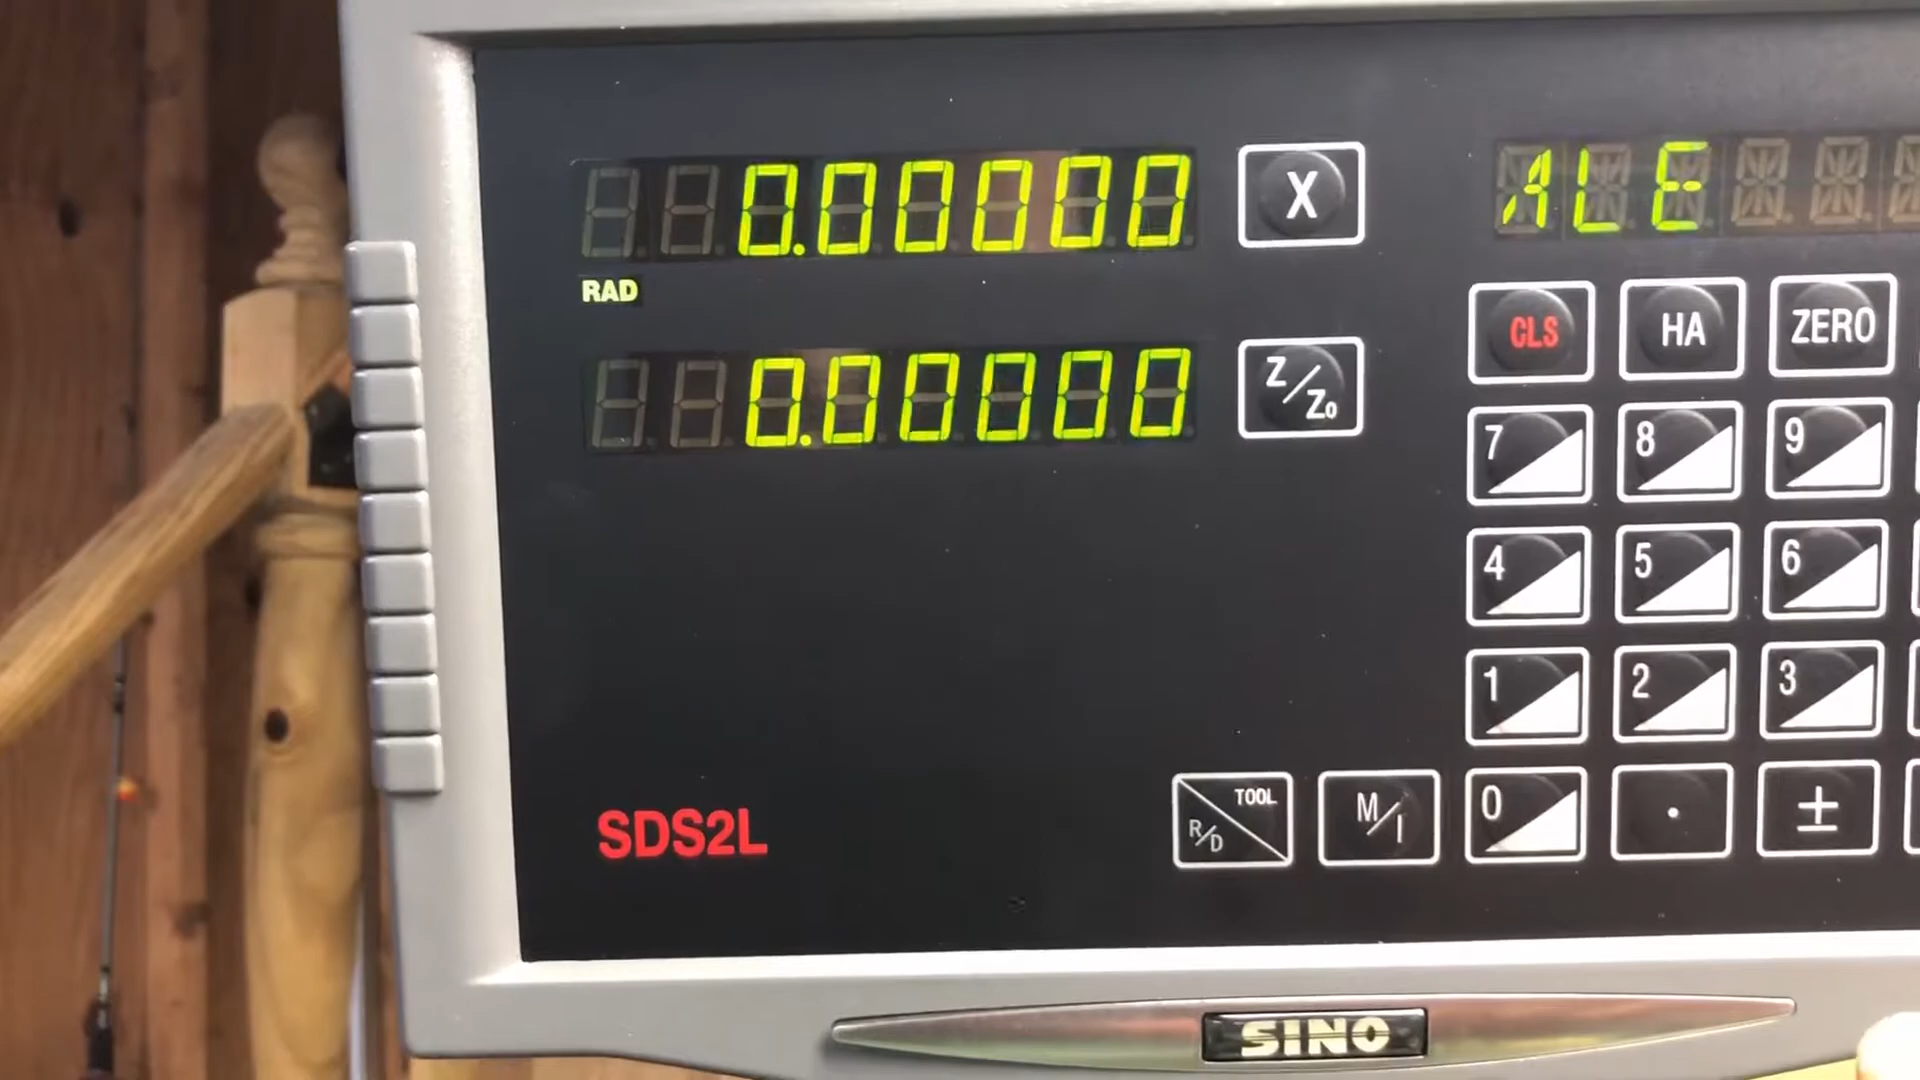 0.00000 X ALE
RAD
0.00000 Z/Z0
CLS HA ZERO
7 8 9
4 5 6
1 2 3
SDS2L
TOOL R/D M/I 0 . ±
SINO